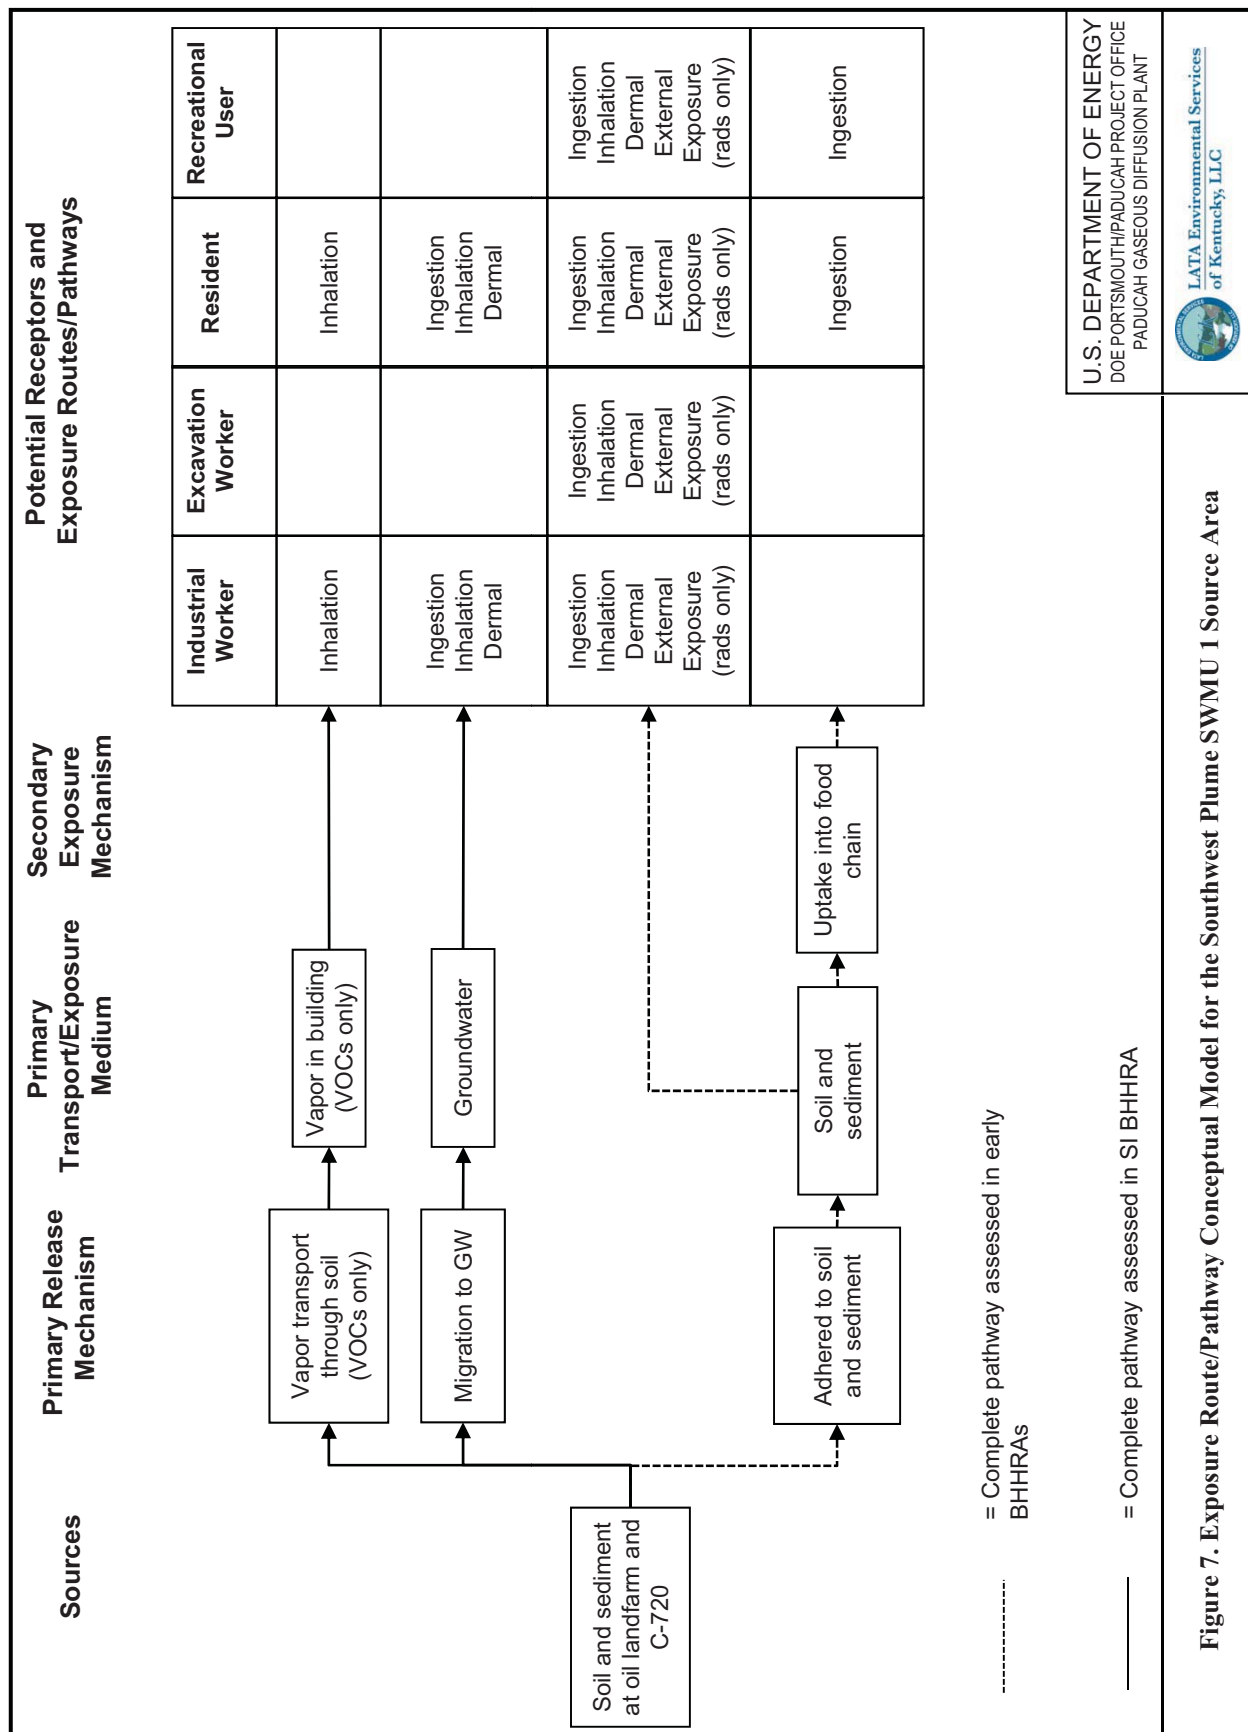 Sources
Primary Release
Mechanism
Primary
Transport/Exposure
Medium
Secondary
Exposure
Mechanism
Potential Receptors and
Exposure Routes/Pathways
Industrial
Worker
Excavation
Worker
Resident
Recreational
User
Soil and sediment
at oil landfarm and
C-720
Vapor transport
through soil
(VOCs only)
Vapor in building
(VOCs only)
Inhalation
Inhalation
Migration to GW
Groundwater
Ingestion
Inhalation
Dermal
Ingestion
Inhalation
Dermal
Ingestion
Inhalation
Dermal
External
Exposure
(rads only)
Ingestion
Inhalation
Dermal
External
Exposure
(rads only)
Ingestion
Inhalation
Dermal
External
Exposure
(rads only)
Ingestion
Inhalation
Dermal
External
Exposure
(rads only)
Adhered to soil
and sediment
Soil and
sediment
Uptake into food
chain
Ingestion
Ingestion
= Complete pathway assessed in early
BHHRAs
= Complete pathway assessed in SI BHHRA
U.S. DEPARTMENT OF ENERGY
DOE PORTSMOUTH/PADUCAH PROJECT OFFICE
PADUCAH GASEOUS DIFFUSION PLANT
LATA Environmental Services
of Kentucky, LLC
Figure 7. Exposure Route/Pathway Conceptual Model for the Southwest Plume SWMU 1 Source Area